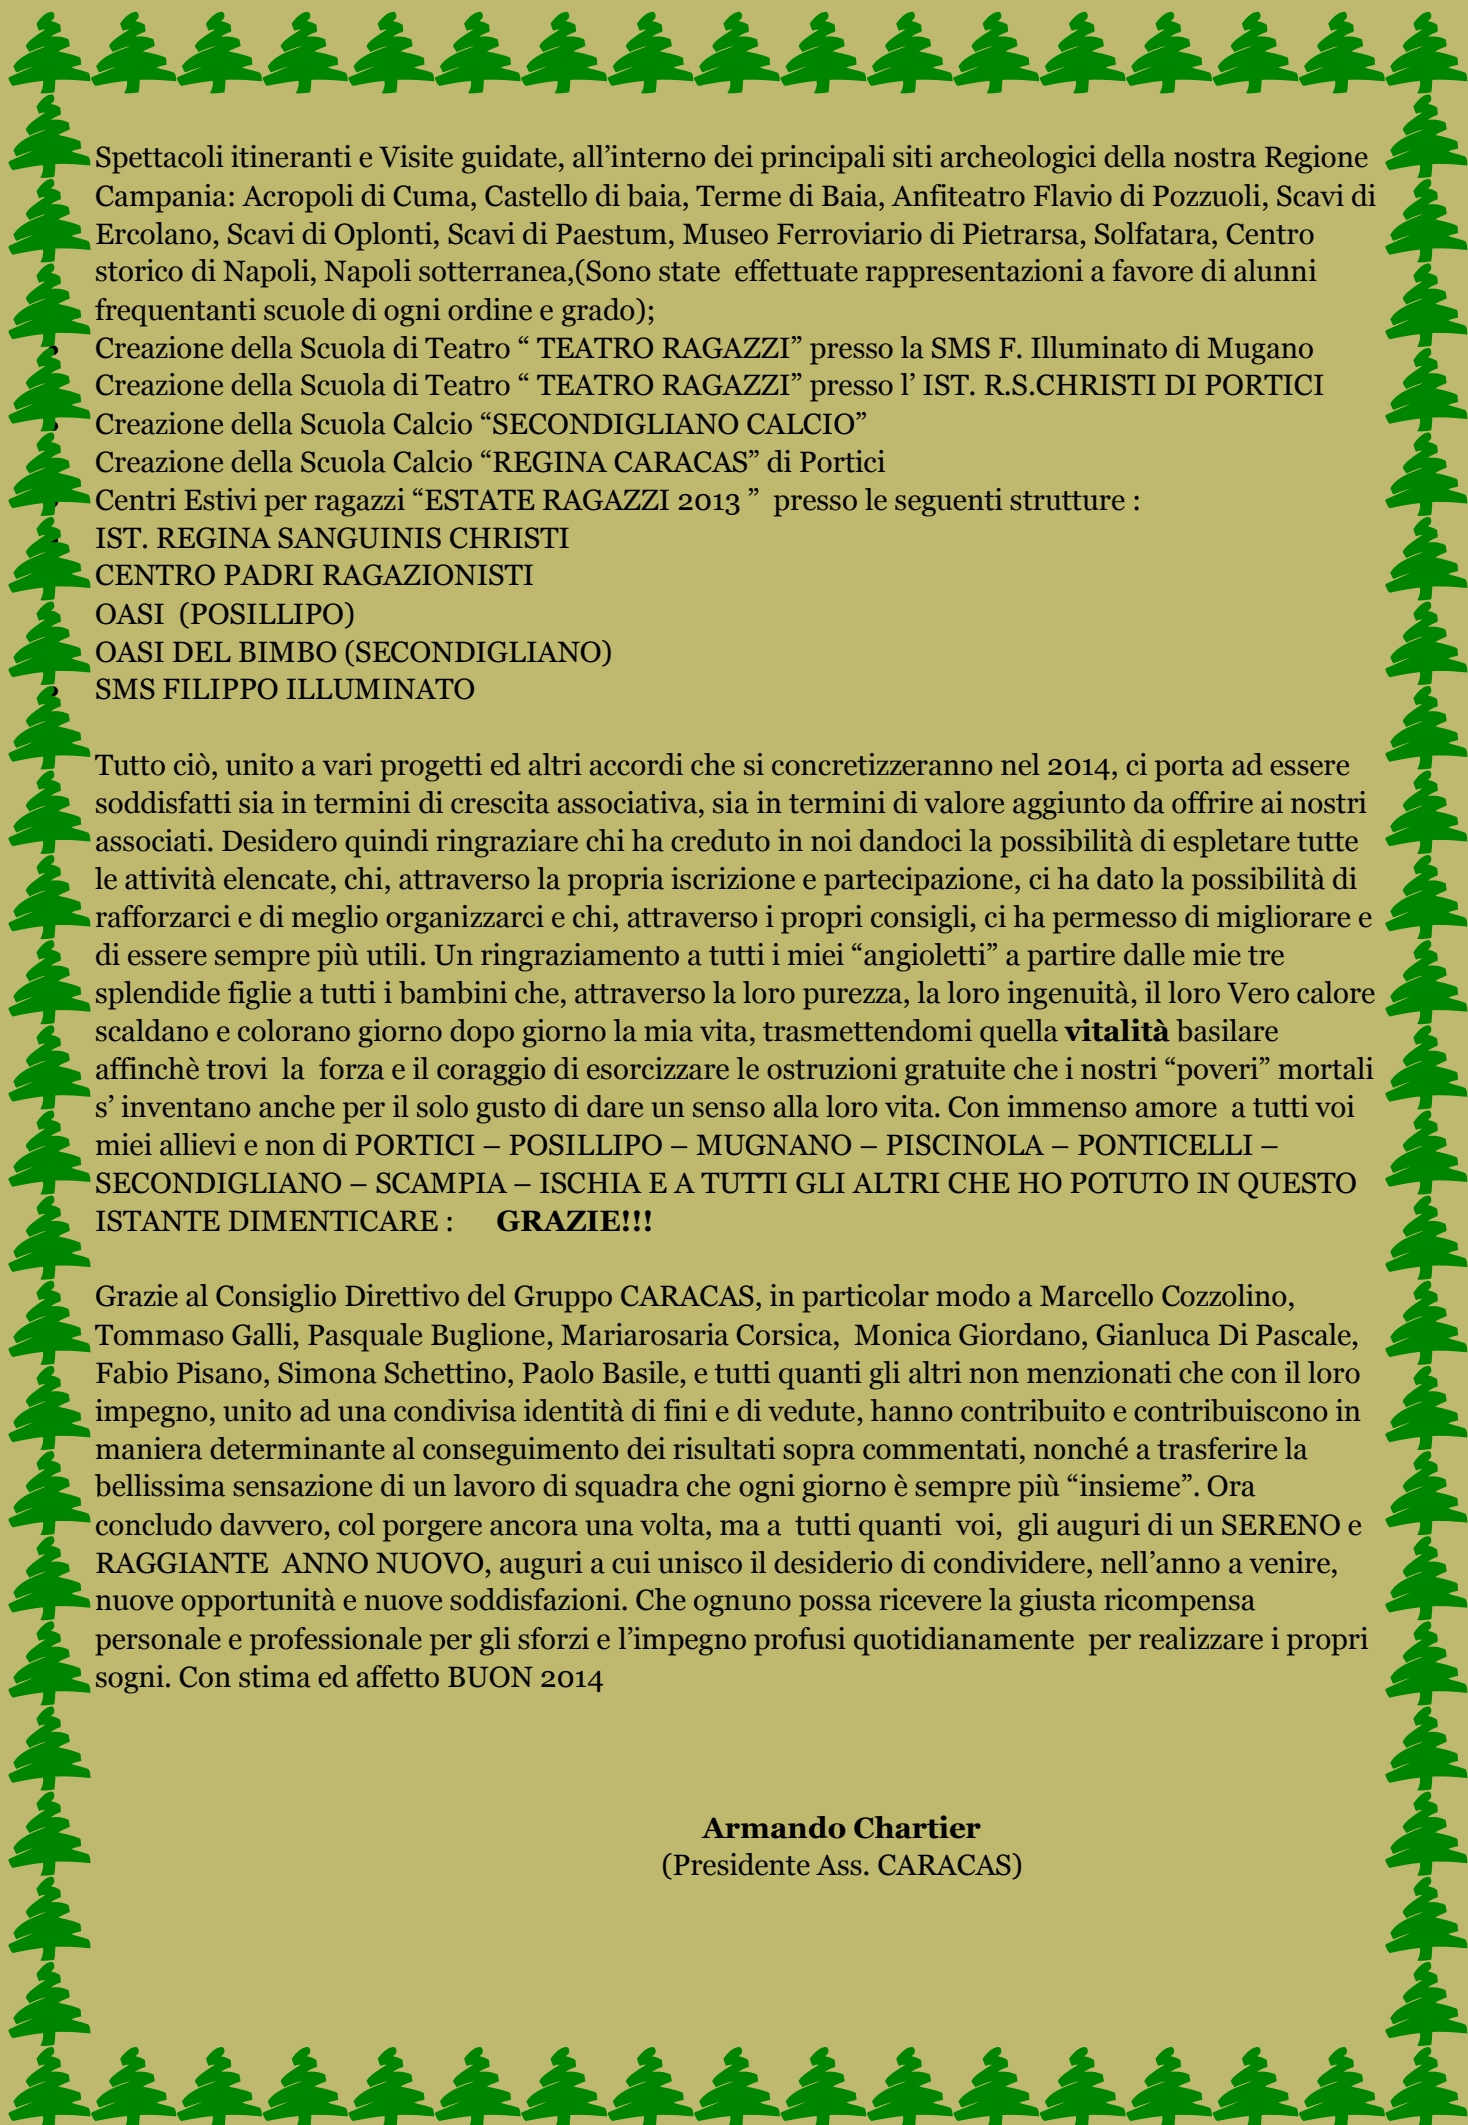 Spettacoli itineranti e Visite guidate, all’interno dei principali siti archeologici della nostra Regione
Campania: Acropoli di Cuma, Castello di baia, Terme di Baia, Anfiteatro Flavio di Pozzuoli, Scavi di
Ercolano, Scavi di Oplonti, Scavi di Paestum, Museo Ferroviario di Pietrarsa, Solfatara, Centro
storico di Napoli, Napoli sotterranea,(Sono state  effettuate rappresentazioni a favore di alunni
frequentanti scuole di ogni ordine e grado);
Creazione della Scuola di Teatro “ TEATRO RAGAZZI” presso la SMS F. Illuminato di Mugano
Creazione della Scuola di Teatro “ TEATRO RAGAZZI” presso l’ IST. R.S.CHRISTI DI PORTICI
Creazione della Scuola Calcio “SECONDIGLIANO CALCIO”
Creazione della Scuola Calcio “REGINA CARACAS” di Portici
Centri Estivi per ragazzi “ESTATE RAGAZZI 2013 ”  presso le seguenti strutture :
IST. REGINA SANGUINIS CHRISTI
CENTRO PADRI RAGAZIONISTI
OASI  (POSILLIPO)
OASI DEL BIMBO (SECONDIGLIANO)
SMS FILIPPO ILLUMINATO
Tutto ciò, unito a vari progetti ed altri accordi che si concretizzeranno nel 2014, ci porta ad essere
soddisfatti sia in termini di crescita associativa, sia in termini di valore aggiunto da offrire ai nostri
associati. Desidero quindi ringraziare chi ha creduto in noi dandoci la possibilità di espletare tutte
le attività elencate, chi, attraverso la propria iscrizione e partecipazione, ci ha dato la possibilità di
rafforzarci e di meglio organizzarci e chi, attraverso i propri consigli, ci ha permesso di migliorare e
di essere sempre più utili. Un ringraziamento a tutti i miei “angioletti” a partire dalle mie tre
splendide figlie a tutti i bambini che, attraverso la loro purezza, la loro ingenuità, il loro Vero calore
scaldano e colorano giorno dopo giorno la mia vita, trasmettendomi quella vitalità basilare
affinchè trovi  la  forza e il coraggio di esorcizzare le ostruzioni gratuite che i nostri “poveri” mortali
s’ inventano anche per il solo gusto di dare un senso alla loro vita. Con immenso amore  a tutti voi
miei allievi e non di PORTICI – POSILLIPO – MUGNANO – PISCINOLA – PONTICELLI –
SECONDIGLIANO – SCAMPIA – ISCHIA E A TUTTI GLI ALTRI CHE HO POTUTO IN QUESTO
ISTANTE DIMENTICARE :     GRAZIE!!!
Grazie al Consiglio Direttivo del Gruppo CARACAS, in particolar modo a Marcello Cozzolino,
Tommaso Galli, Pasquale Buglione, Mariarosaria Corsica,  Monica Giordano, Gianluca Di Pascale,
Fabio Pisano, Simona Schettino, Paolo Basile, e tutti quanti gli altri non menzionati che con il loro
impegno, unito ad una condivisa identità di fini e di vedute, hanno contribuito e contribuiscono in
maniera determinante al conseguimento dei risultati sopra commentati, nonché a trasferire la
bellissima sensazione di un lavoro di squadra che ogni giorno è sempre più “insieme”. Ora
concludo davvero, col porgere ancora una volta, ma a  tutti quanti  voi,  gli auguri di un SERENO e
RAGGIANTE  ANNO NUOVO, auguri a cui unisco il desiderio di condividere, nell’anno a venire,
nuove opportunità e nuove soddisfazioni. Che ognuno possa ricevere la giusta ricompensa
personale e professionale per gli sforzi e l’impegno profusi quotidianamente  per realizzare i propri
sogni. Con stima ed affetto BUON 2014
Armando Chartier
(Presidente Ass. CARACAS)